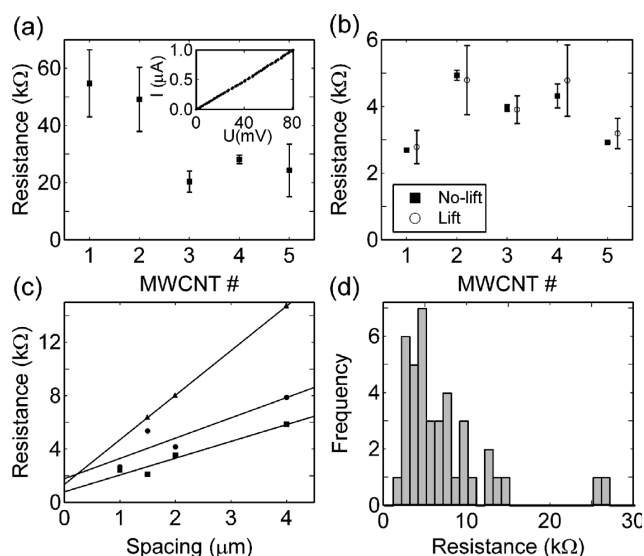 (a)
60
40
20
0
Resistance (kΩ)
1.0
0.5
0.0
I (μA)
0 40 80
U(mV)
1 2 3 4 5
MWCNT #
(b)
6
4
2
0
Resistance (kΩ)
No-lift
Lift
1 2 3 4 5
MWCNT #
(c)
12
8
4
0
Resistance (kΩ)
0 1 2 3 4
Spacing (μm)
(d)
6
4
2
0
Frequency
0 10 20 30
Resistance (kΩ)